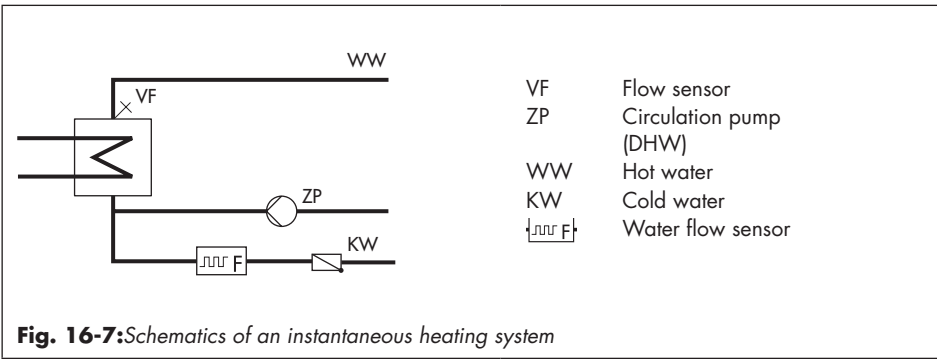 WW
VF
ZP
KW
F
VF Flow sensor
ZP Circulation pump
(DHW)
WW Hot water
KW Cold water
F Water flow sensor
Fig. 16-7:Schematics of an instantaneous heating system